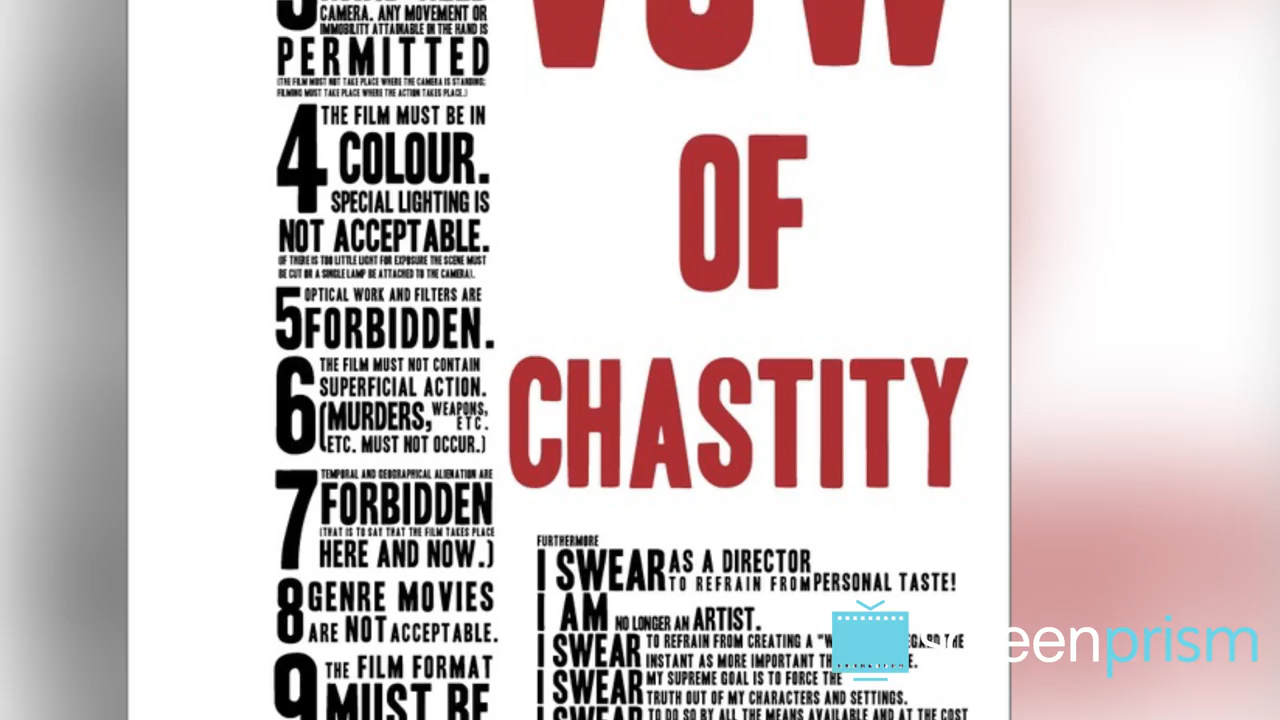 CAMERA. ANY MOVEMENT OR
IMMOBILITY ATTAINABLE IN THE HAND IS
PERMITTED
(THE FILM MUST NOT TAKE PLACE WHERE THE CAMERA IS STANDING;
FILMING MUST TAKE PLACE WHERE THE ACTION TAKES PLACE.)
4 THE FILM MUST BE IN
COLOUR.
SPECIAL LIGHTING IS
NOT ACCEPTABLE.
(IF THERE IS TOO LITTLE LIGHT FOR EXPOSURE THE SCENE MUST
BE CUT OR A SINGLE LAMP BE ATTACHED TO THE CAMERA).
5 OPTICAL WORK AND FILTERS ARE
FORBIDDEN.
6 THE FILM MUST NOT CONTAIN
SUPERFICIAL ACTION.
(MURDERS, WEAPONS, ETC.
ETC. MUST NOT OCCUR.)
7 TEMPORAL AND GEOGRAPHICAL ALIENATION ARE
FORBIDDEN
(THAT IS TO SAY THAT THE FILM TAKES PLACE
HERE AND NOW.)
8 GENRE MOVIES
ARE NOT ACCEPTABLE.
9 THE FILM FORMAT
MUST BE
VOW
OF
CHASTITY
FURTHERMORE
I SWEAR AS A DIRECTOR
TO REFRAIN FROM PERSONAL TASTE!
I AM NO LONGER AN ARTIST.
I SWEAR TO REFRAIN FROM CREATING A "W
INSTANT AS MORE IMPORTANT
I SWEAR MY SUPREME GOAL IS TO FORCE THE
TRUTH OUT OF MY CHARACTERS AND SETTINGS.
I SWEAR TO DO SO BY ALL THE MEANS AVAILABLE AND AT THE COST
screenprism